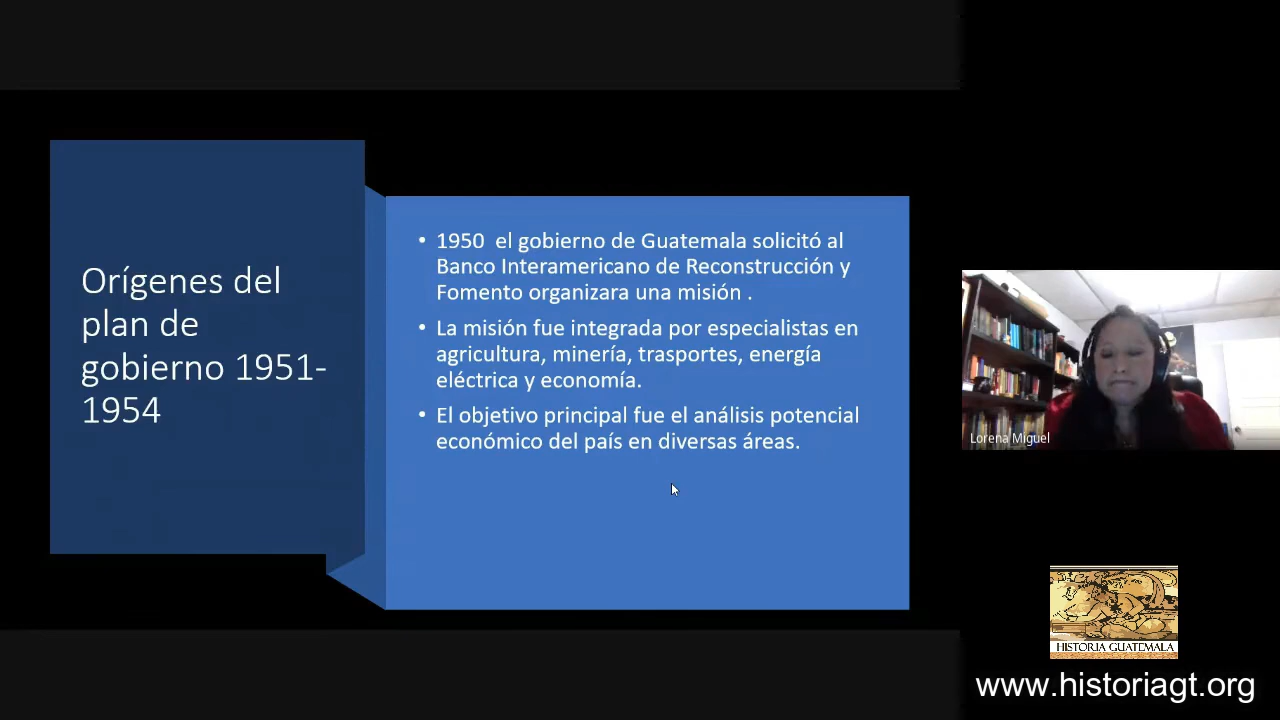 Orígenes del
plan de
gobierno 1951-
1954
• 1950  el gobierno de Guatemala solicitó al
Banco Interamericano de Reconstrucción y
Fomento organizara una misión .
• La misión fue integrada por especialistas en
agricultura, minería, trasportes, energía
eléctrica y economía.
• El objetivo principal fue el análisis potencial
económico del país en diversas áreas.
Lorena Miguel
HISTORIA GUATEMALA
www.historiagt.org